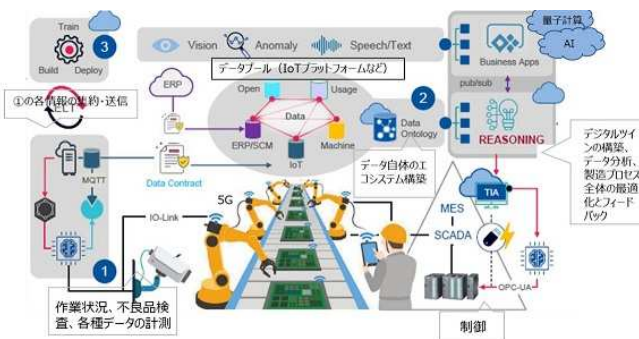 Train
3
Build
Deploy
Vision
Anomaly
Speech/Text
量子計算
AI
Business Apps
データプール（IoTプラットフォームなど）
ERP
Open
Usage
pub/sub
2
①の各情報の集約・送信
ELT
Data
Data
Ontology
REASONING
ERP/SCM
Machine
IoT
MQTT
Data Contract
データ自体のエ
コシステム構築
デジタルツイ
ンの構築、
データ分析、
製造プロセス
全体の最適
化とフィード
バック
TIA
5G
IO-Link
MES
SCADA
1
OPC-UA
作業状況、不良品検
査、各種データの計測
制御